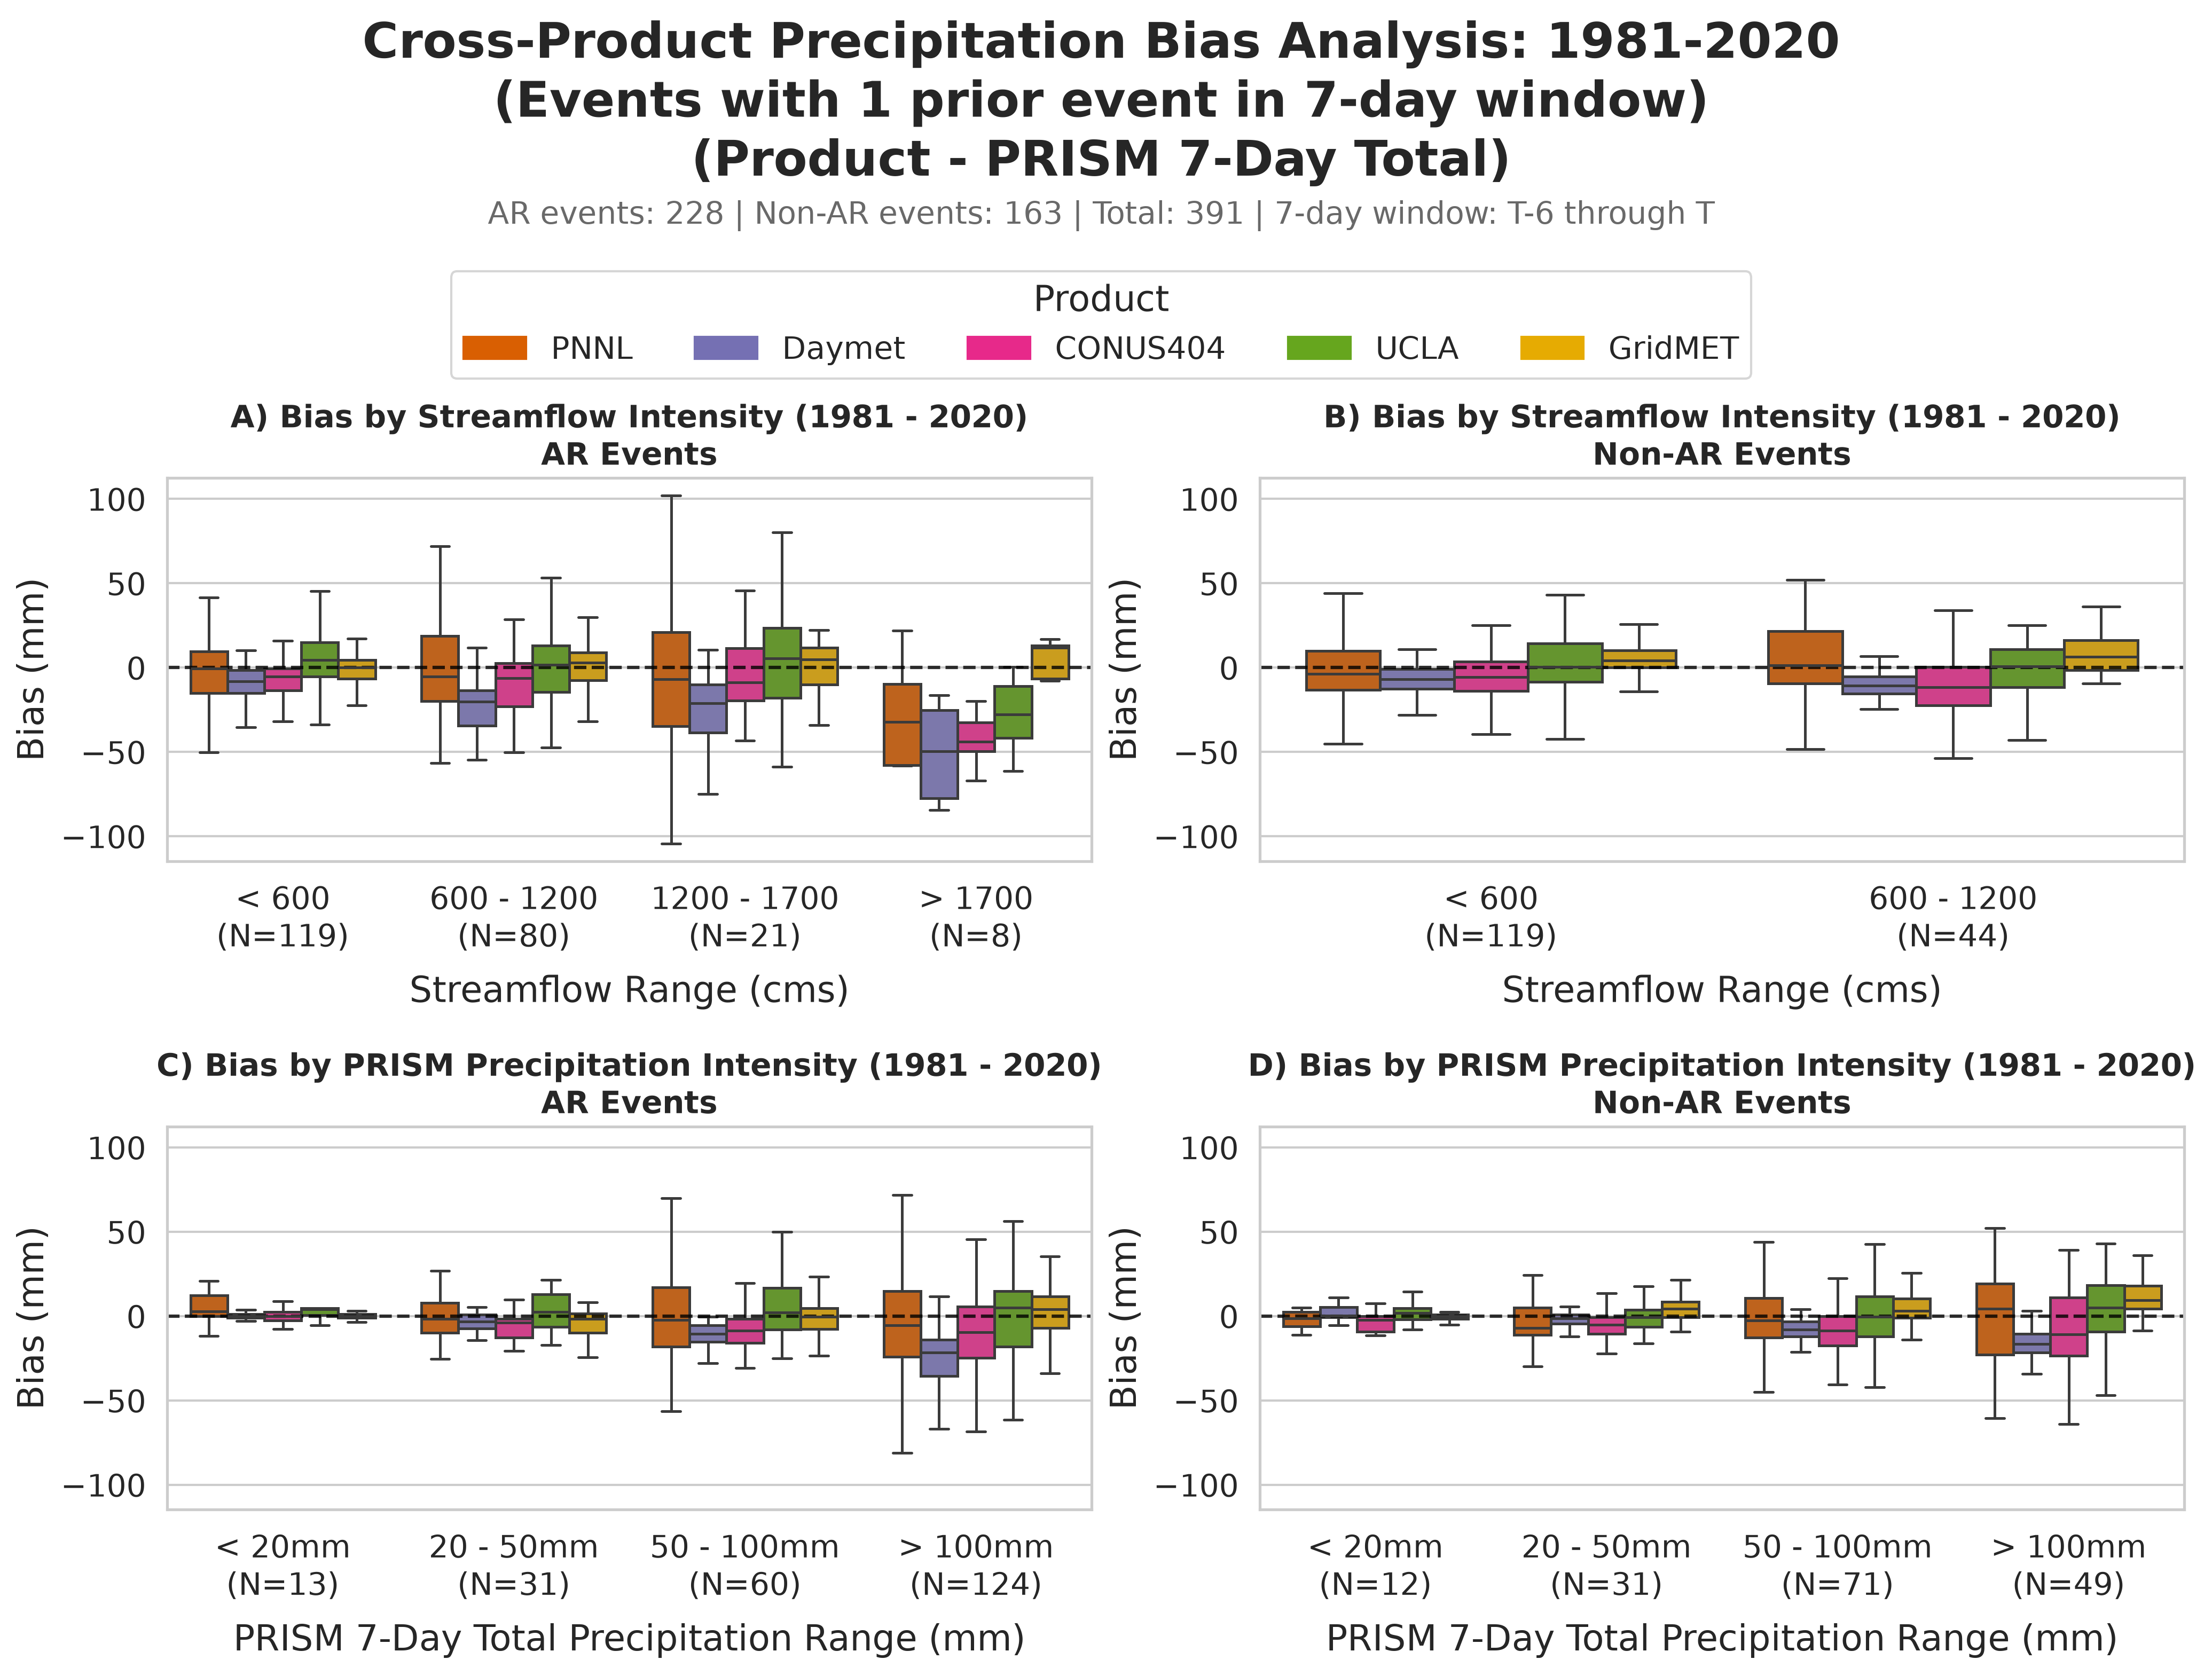 Cross-Product Precipitation Bias Analysis: 1981-2020
(Events with 1 prior event in 7-day window)
(Product - PRISM 7-Day Total)
AR events: 228 | Non-AR events: 163 | Total: 391 | 7-day window: T-6 through T
Product
PNNL Daymet CONUS404 UCLA GridMET
A) Bias by Streamflow Intensity (1981 - 2020)
AR Events
Bias (mm)
100
50
0
−50
−100
< 600 600 - 1200 1200 - 1700 > 1700
(N=119) (N=80) (N=21) (N=8)
Streamflow Range (cms)
B) Bias by Streamflow Intensity (1981 - 2020)
Non-AR Events
Bias (mm)
100
50
0
−50
−100
< 600 600 - 1200
(N=119) (N=44)
Streamflow Range (cms)
C) Bias by PRISM Precipitation Intensity (1981 - 2020)
AR Events
Bias (mm)
100
50
0
−50
−100
< 20mm 20 - 50mm 50 - 100mm > 100mm
(N=13) (N=31) (N=60) (N=124)
PRISM 7-Day Total Precipitation Range (mm)
D) Bias by PRISM Precipitation Intensity (1981 - 2020)
Non-AR Events
Bias (mm)
100
50
0
−50
−100
< 20mm 20 - 50mm 50 - 100mm > 100mm
(N=12) (N=31) (N=71) (N=49)
PRISM 7-Day Total Precipitation Range (mm)